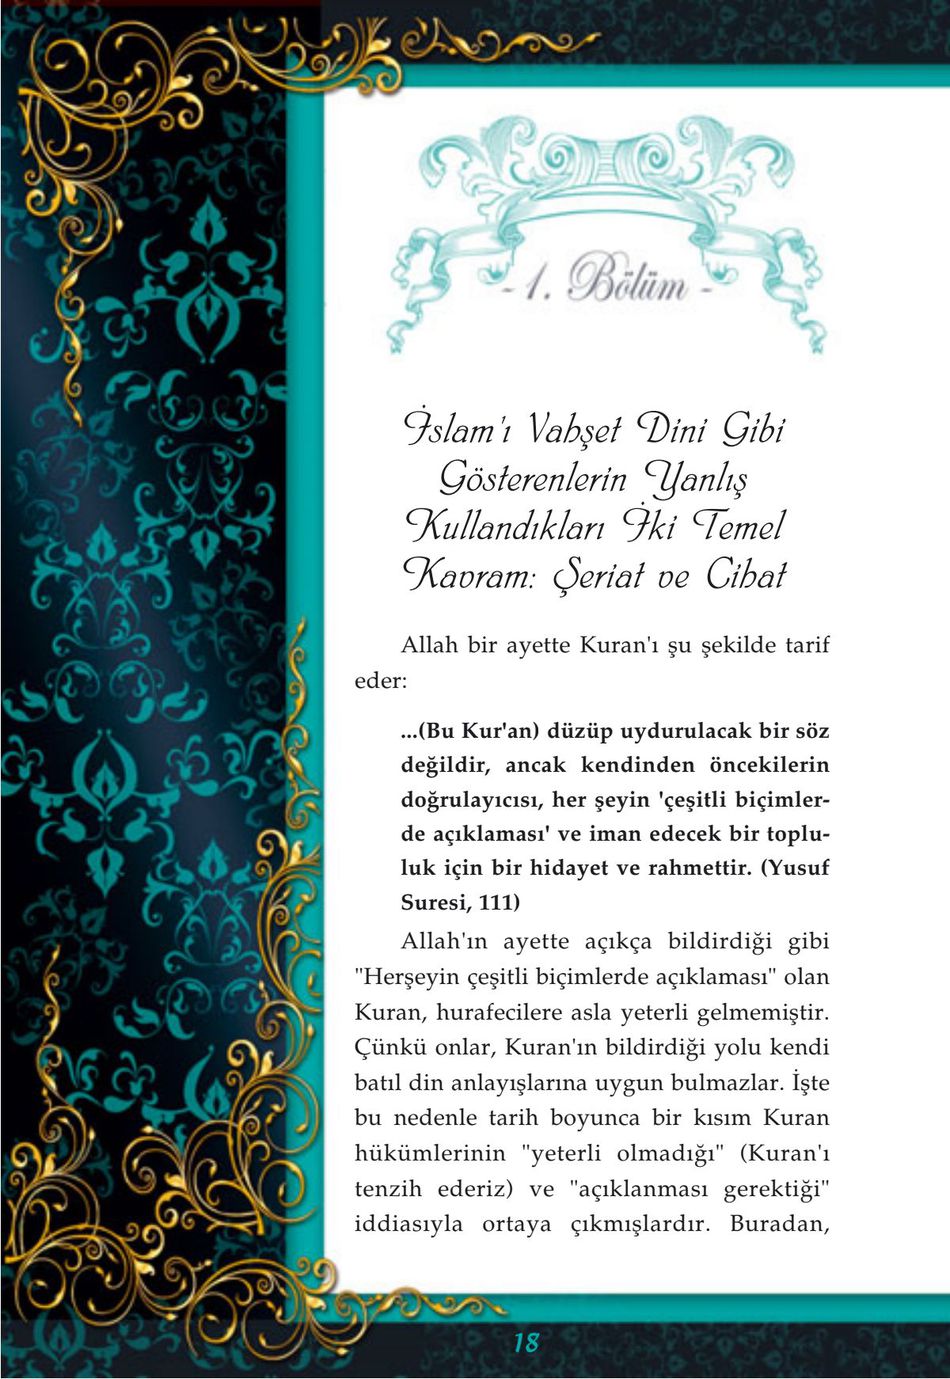 - 1. Bölüm -
İslam'ı Vahşet Dini Gibi
Gösterenlerin Yanlış
Kullandıkları İki Temel
Kavram: Şeriat ve Cihat
Allah bir ayette Kuran'ı şu şekilde tarif
eder:
...(Bu Kur'an) düzüp uydurulacak bir söz
değildir, ancak kendinden öncekilerin
doğrulayıcısı, her şeyin 'çeşitli biçimler-
de açıklaması' ve iman edecek bir toplu-
luk için bir hidayet ve rahmettir. (Yusuf
Suresi, 111)
Allah'ın ayette açıkça bildirdiği gibi
"Herşeyin çeşitli biçimlerde açıklaması" olan
Kuran, hurafecilere asla yeterli gelmemiştir.
Çünkü onlar, Kuran'ın bildirdiği yolu kendi
batıl din anlayışlarına uygun bulmazlar. İşte
bu nedenle tarih boyunca bir kısım Kuran
hükümlerinin "yeterli olmadığı" (Kuran'ı
tenzih ederiz) ve "açıklanması gerektiği"
iddiasıyla ortaya çıkmışlardır. Buradan,
18